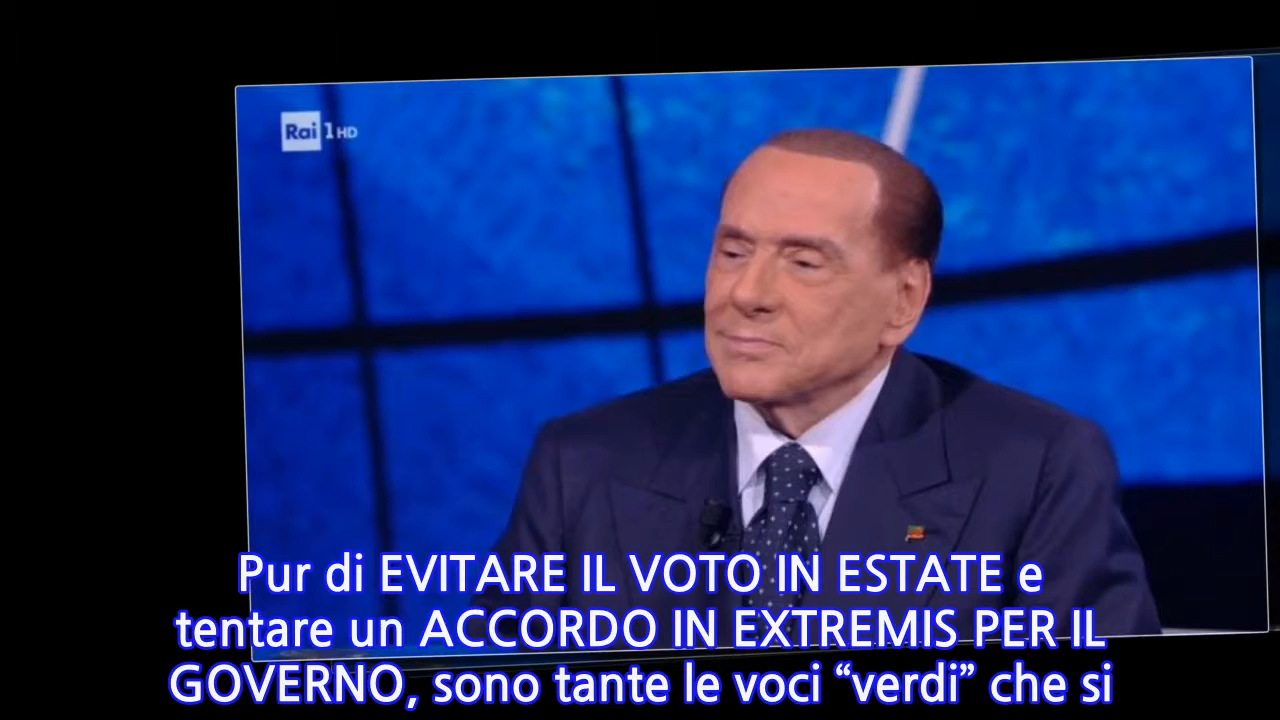 Rai 1 HD
Pur di EVITARE IL VOTO IN ESTATE e
tentare un ACCORDO IN EXTREMIS PER IL
GOVERNO, sono tante le voci “verdi” che si